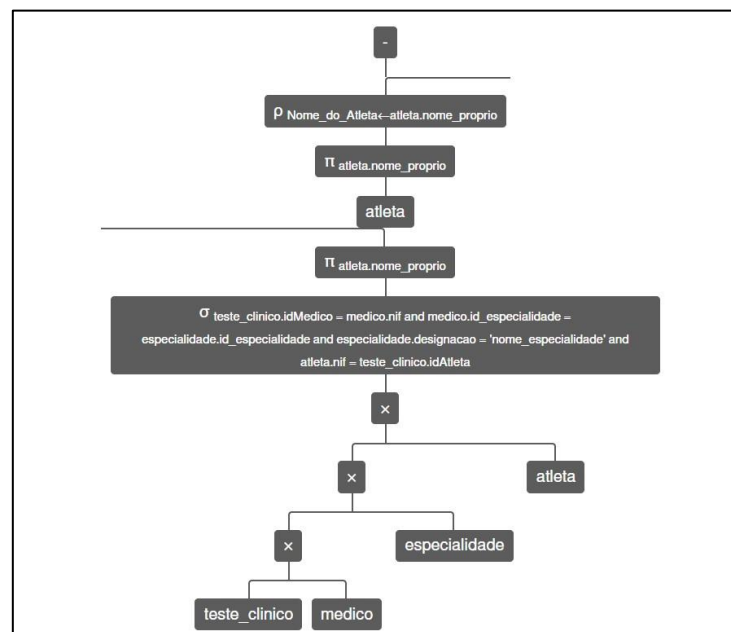 -
ρ Nome_do_Atleta←atleta.nome_proprio
π atleta.nome_proprio
atleta
π atleta.nome_proprio
σ teste_clinico.idMedico = medico.nif and medico.id_especialidade =
especialidade.id_especialidade and especialidade.designacao = 'nome_especialidade' and
atleta.nif = teste_clinico.idAtleta
×
×
atleta
×
especialidade
teste_clinico
medico